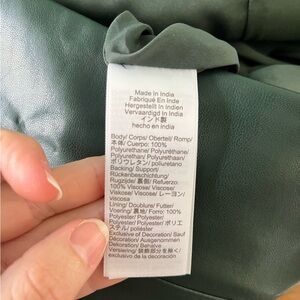 Made In India
Fabriqué En Inde
Hergestellt In Indien
Vervaardigd In India
インド製
hecho en india
Body/ Corps/ Oberteil/ Romp/
本体/ Cuerpo: 100%
Polyurethane/ Polyuréthane/
Polyurethan/ Polyurethaan/
ポリウレタン/ poliuretano
Backing/ Support/
Rückenbeschichtung/
Rugzijde/ 裏側/ Refuerzo:
100% Viscose/ Viscose/
Viskose/ Viscose/ レーヨン/
viscosa
Lining/ Doublure/ Futter/
Voering/ 裏地/ Forro: 100%
Polyester/ Polyester/
Polyester/ Polyester/ ポリエ
ステル/ poliéster
Exclusive of Decoration/ Sauf
Décoration/ Ausgenommen
Dekoration/ Behalve
Versiering/ 装飾部分を除く/
exclusivo de la decoración